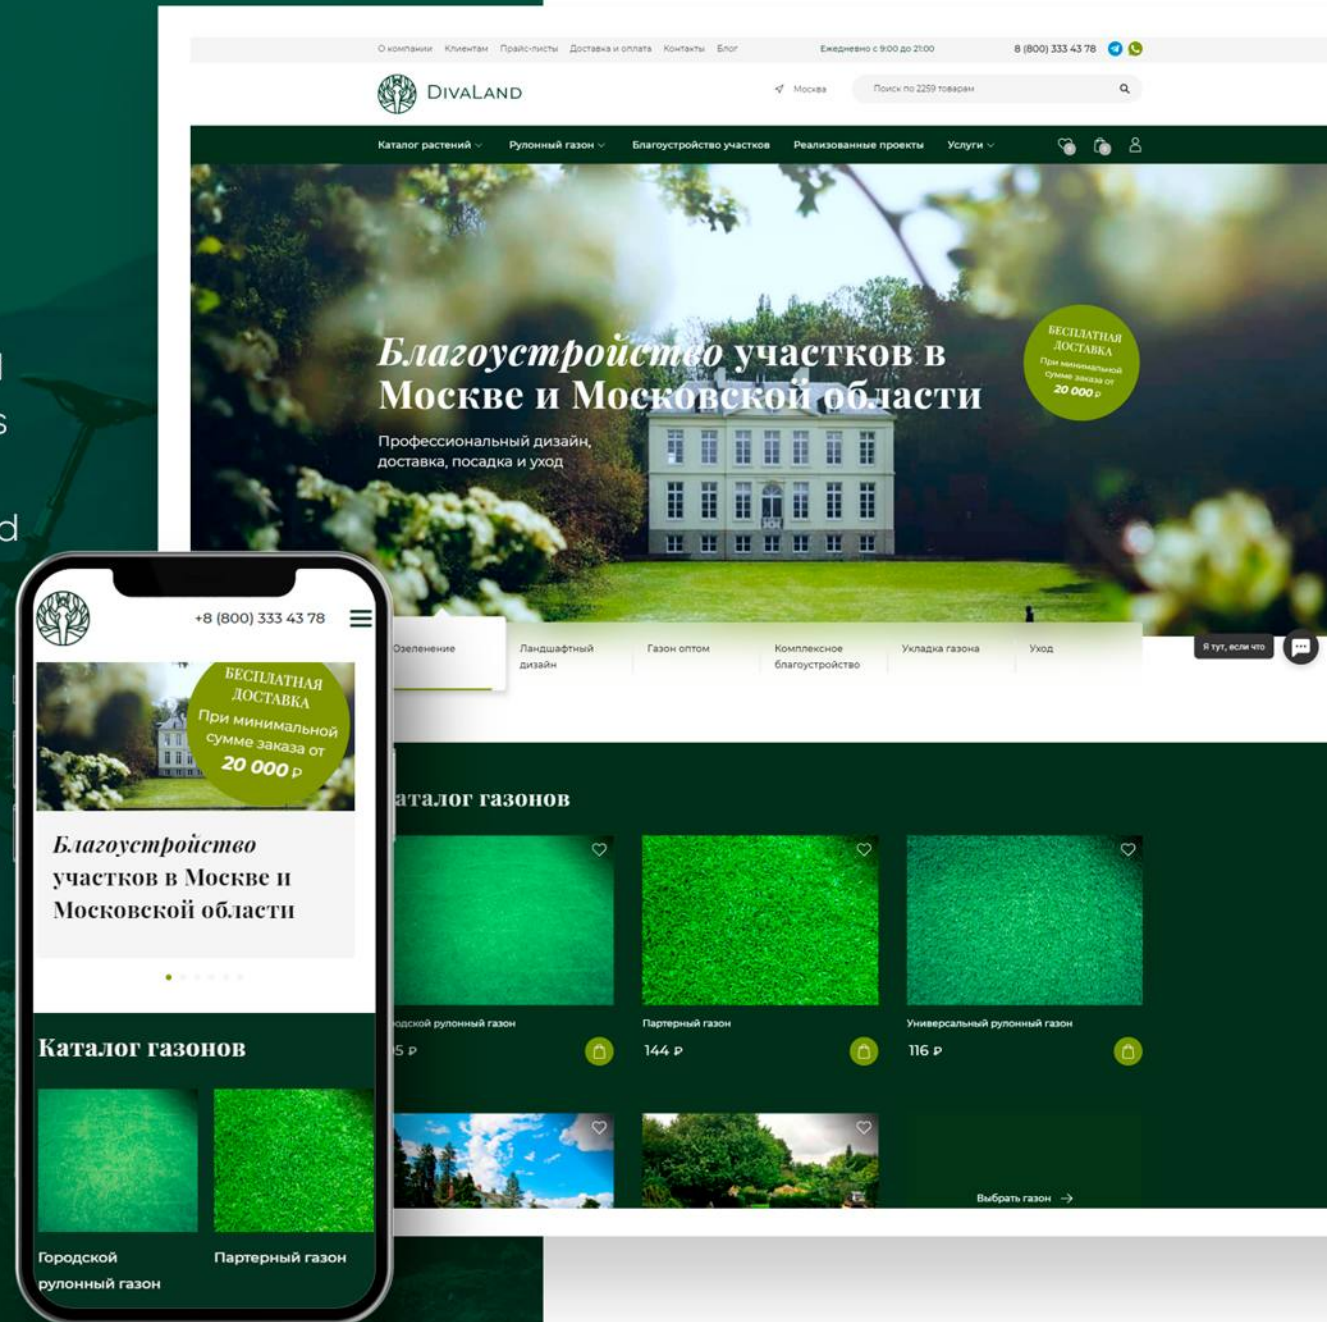 О компании Клиентам Прайс-листы Доставка и оплата Контакты Блог Ежедневно с 9:00 до 21:00 8 (800) 333 43 78
DIVALAND Москва Поиск по 2259 товарам
Каталог растений Рулонный газон Благоустройство участков Реализованные проекты Услуги
Благоустройство участков в
Москве и Московской области
Профессиональный дизайн,
доставка, посадка и уход
БЕСПЛАТНАЯ
ДОСТАВКА
При минимальной
сумме заказа от
20 000 ₽
Озеленение
Ландшафтный
дизайн
Газон оптом
Комплексное
благоустройство
Укладка газона
Уход
Я тут, если что
аталог газонов
одской рулонный газон
5 ₽
Партерный газон
144 ₽
Универсальный рулонный газон
116 ₽
Выбрать газон →
+8 (800) 333 43 78
БЕСПЛАТНАЯ
ДОСТАВКА
При минимальной
сумме заказа от
20 000 ₽
Благоустройство
участков в Москве и
Московской области
Каталог газонов
Городской
рулонный газон
Партерный газон